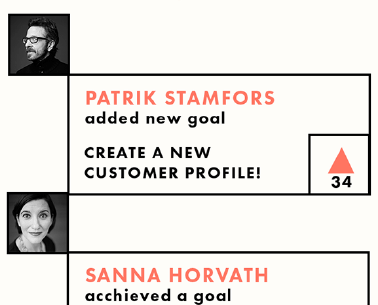 PATRIK STAMFORS
added new goal
CREATE A NEW
CUSTOMER PROFILE!
34
SANNA HORVATH
acchieved a goal